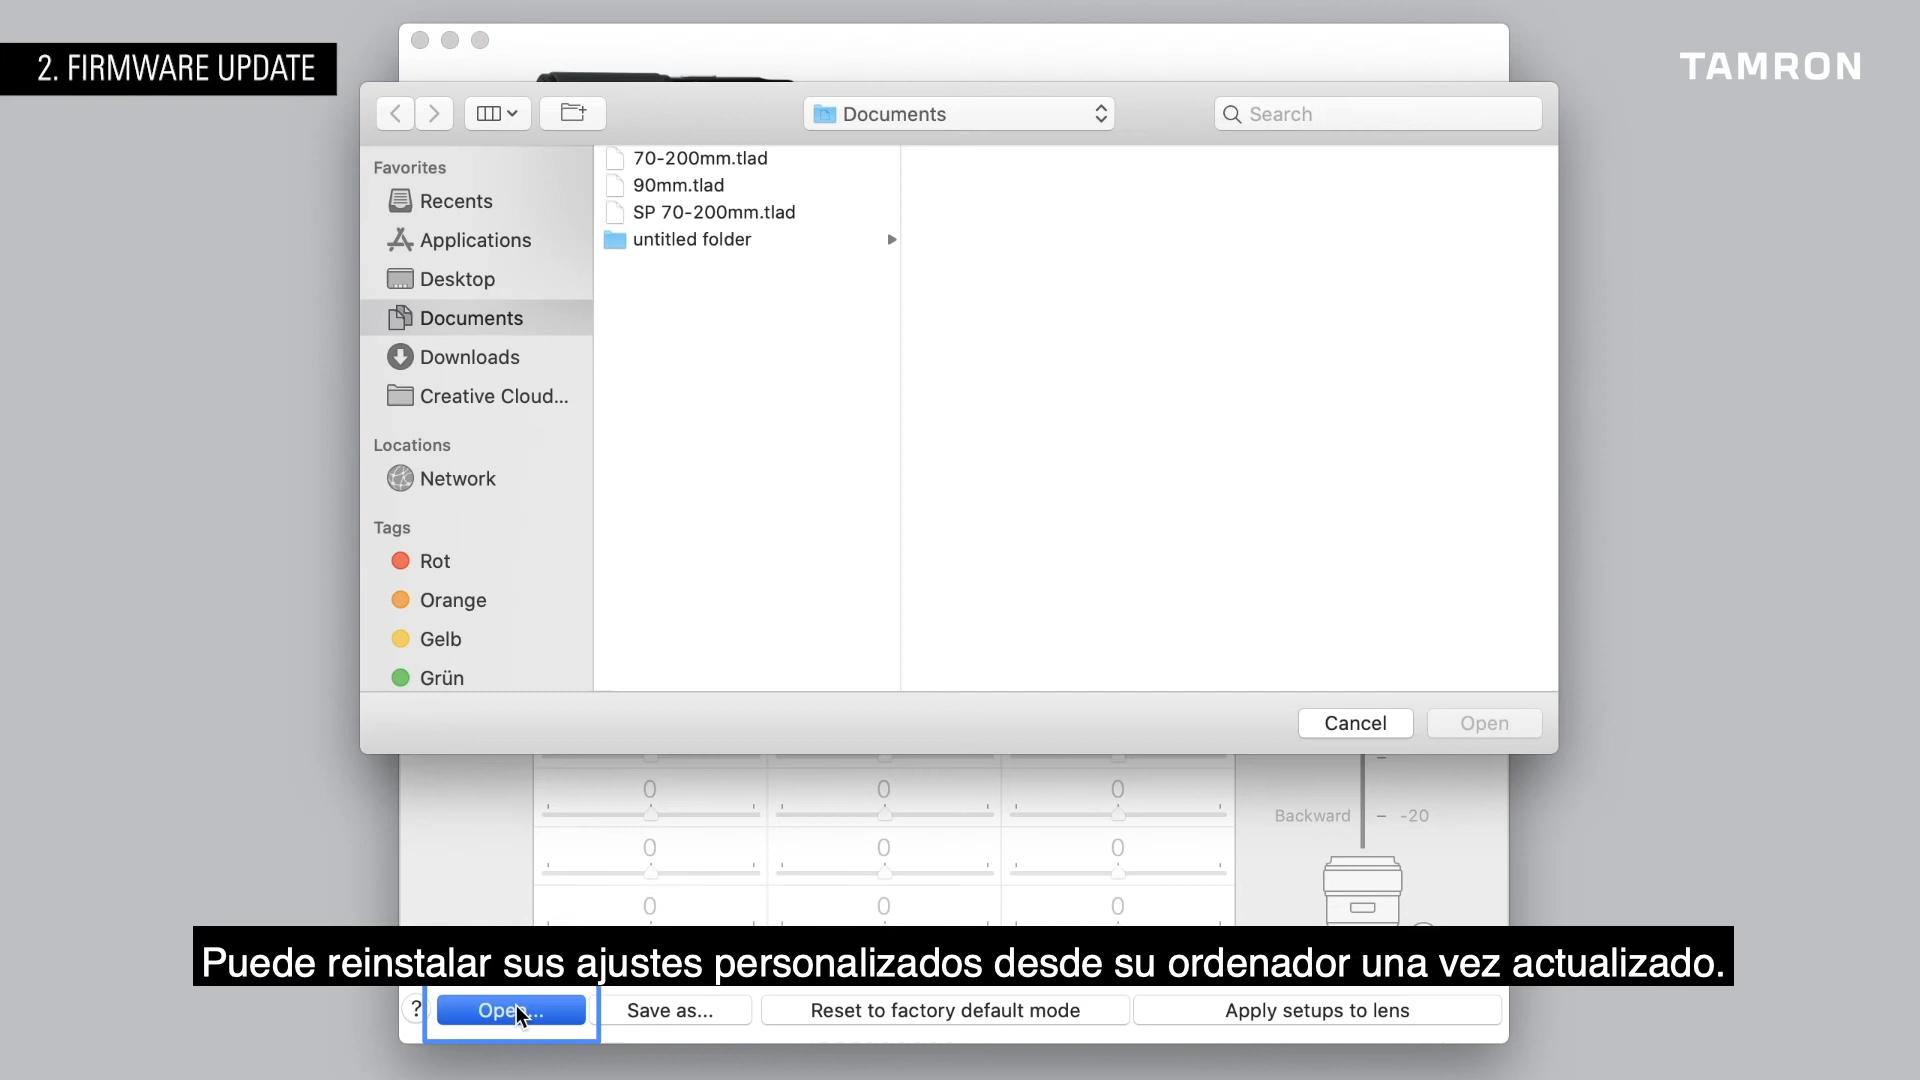 2. FIRMWARE UPDATE
TAMRON
Documents
Search
Favorites
Recents
Applications
Desktop
Documents
Downloads
Creative Cloud...
Locations
Network
Tags
Rot
Orange
Gelb
Grün
70-200mm.tlad
90mm.tlad
SP 70-200mm.tlad
untitled folder
Cancel
Open
0 0 0
Backward -20
0 0 0
0 0 0
Puede reinstalar sus ajustes personalizados desde su ordenador una vez actualizado.
? Open... Save as... Reset to factory default mode Apply setups to lens